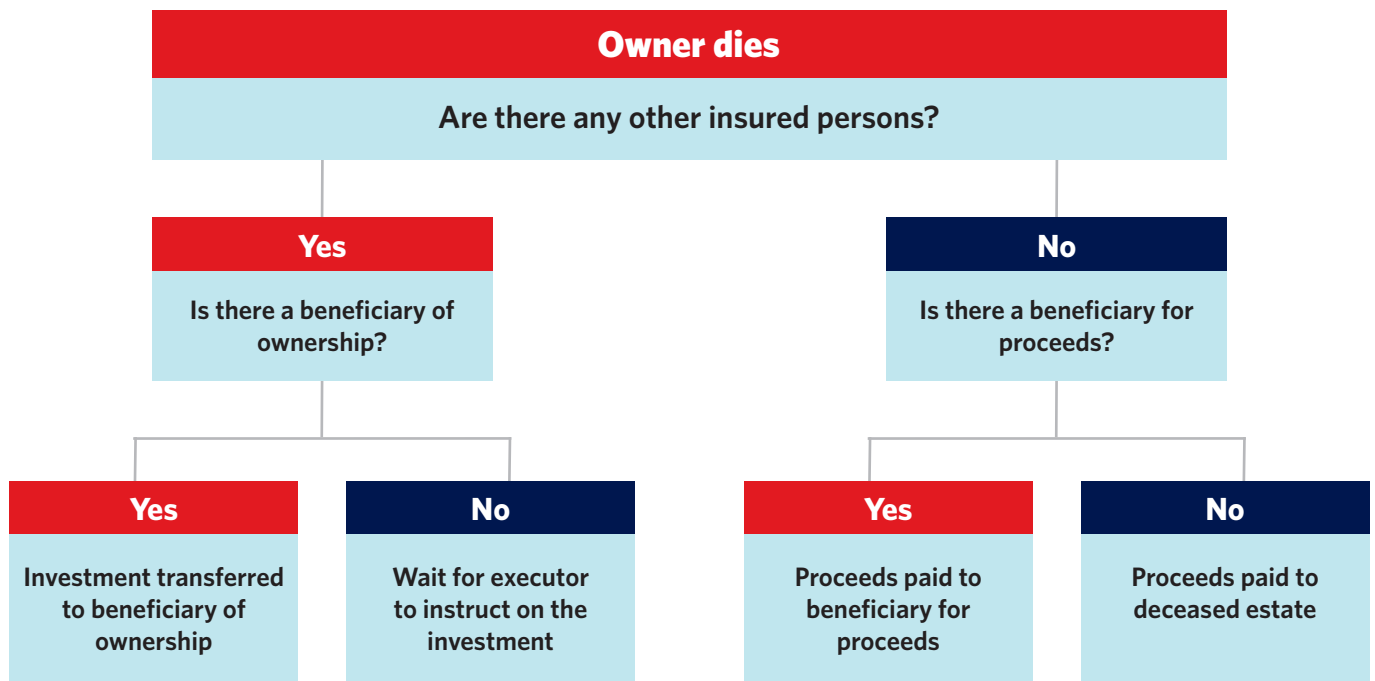 Owner dies
Are there any other insured persons?
Yes
Is there a beneficiary of
ownership?
No
Is there a beneficiary for
proceeds?
Yes
Investment transferred
to beneficiary of
ownership
No
Wait for executor
to instruct on the
investment
Yes
Proceeds paid to
beneficiary for
proceeds
No
Proceeds paid to
deceased estate